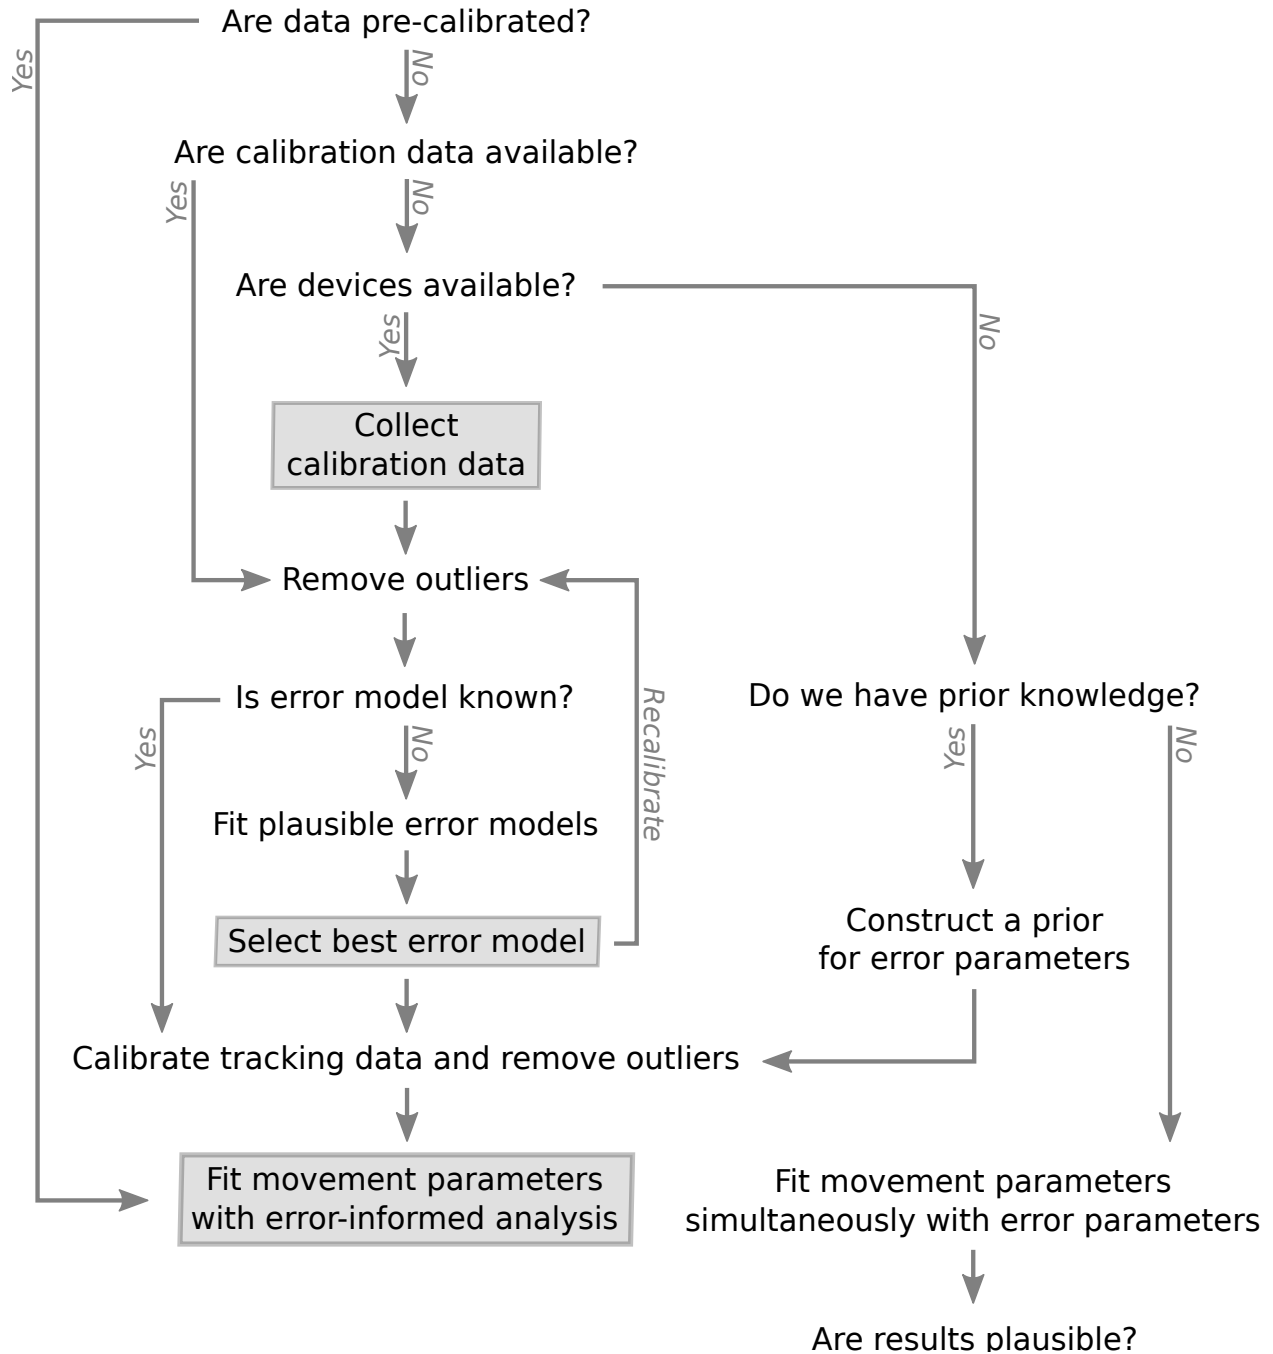 Are data pre-calibrated?
Yes
No
Are calibration data available?
Yes
No
Are devices available?
Yes
No
Collect
calibration data
Remove outliers
Is error model known?
Do we have prior knowledge?
Yes
No
Recalibrate
Yes
No
Fit plausible error models
Construct a prior
for error parameters
Select best error model
Calibrate tracking data and remove outliers
Fit movement parameters
with error-informed analysis
Fit movement parameters
simultaneously with error parameters
Are results plausible?